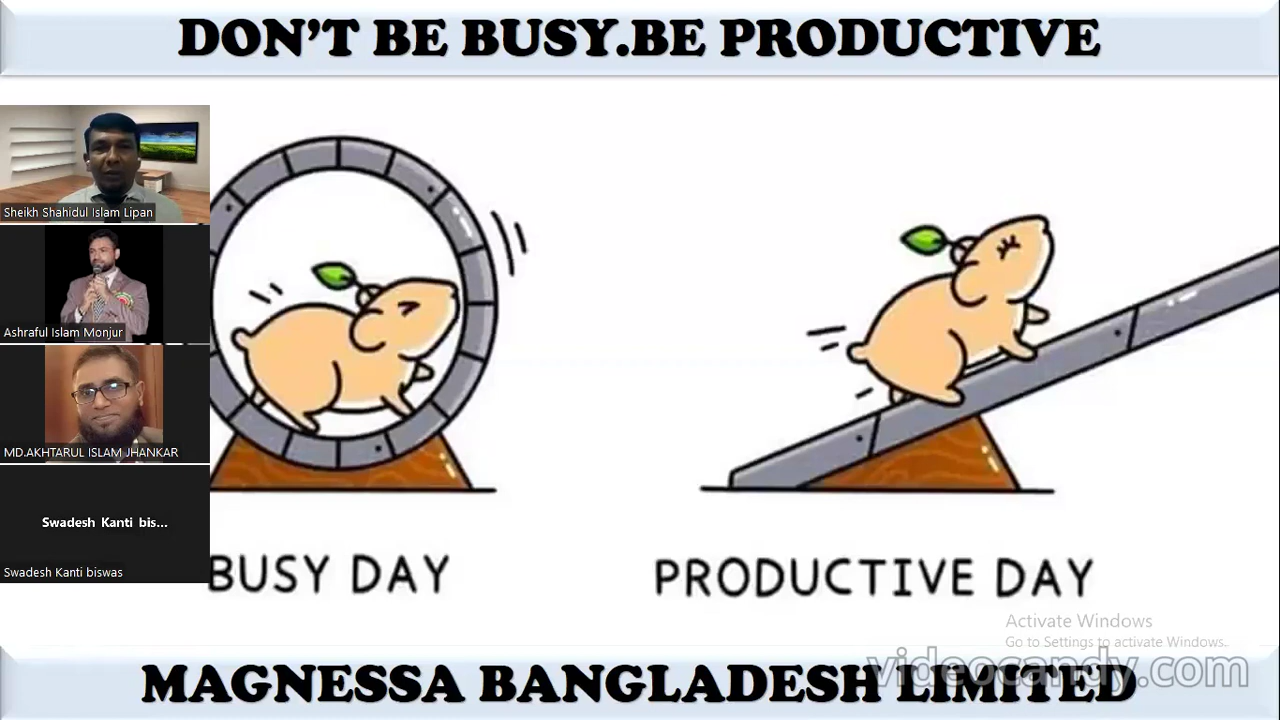 DON'T BE BUSY.BE PRODUCTIVE
Sheikh Shahidul Islam Lipan
Ashraful Islam Monjur
MD.AKHTARUL ISLAM JHANKAR
Swadesh Kanti bis...
Swadesh Kanti biswas
BUSY DAY
PRODUCTIVE DAY
Activate Windows
Go to Settings to activate Windows.
videocandy.com
MAGNESSA BANGLADESH LIMITED